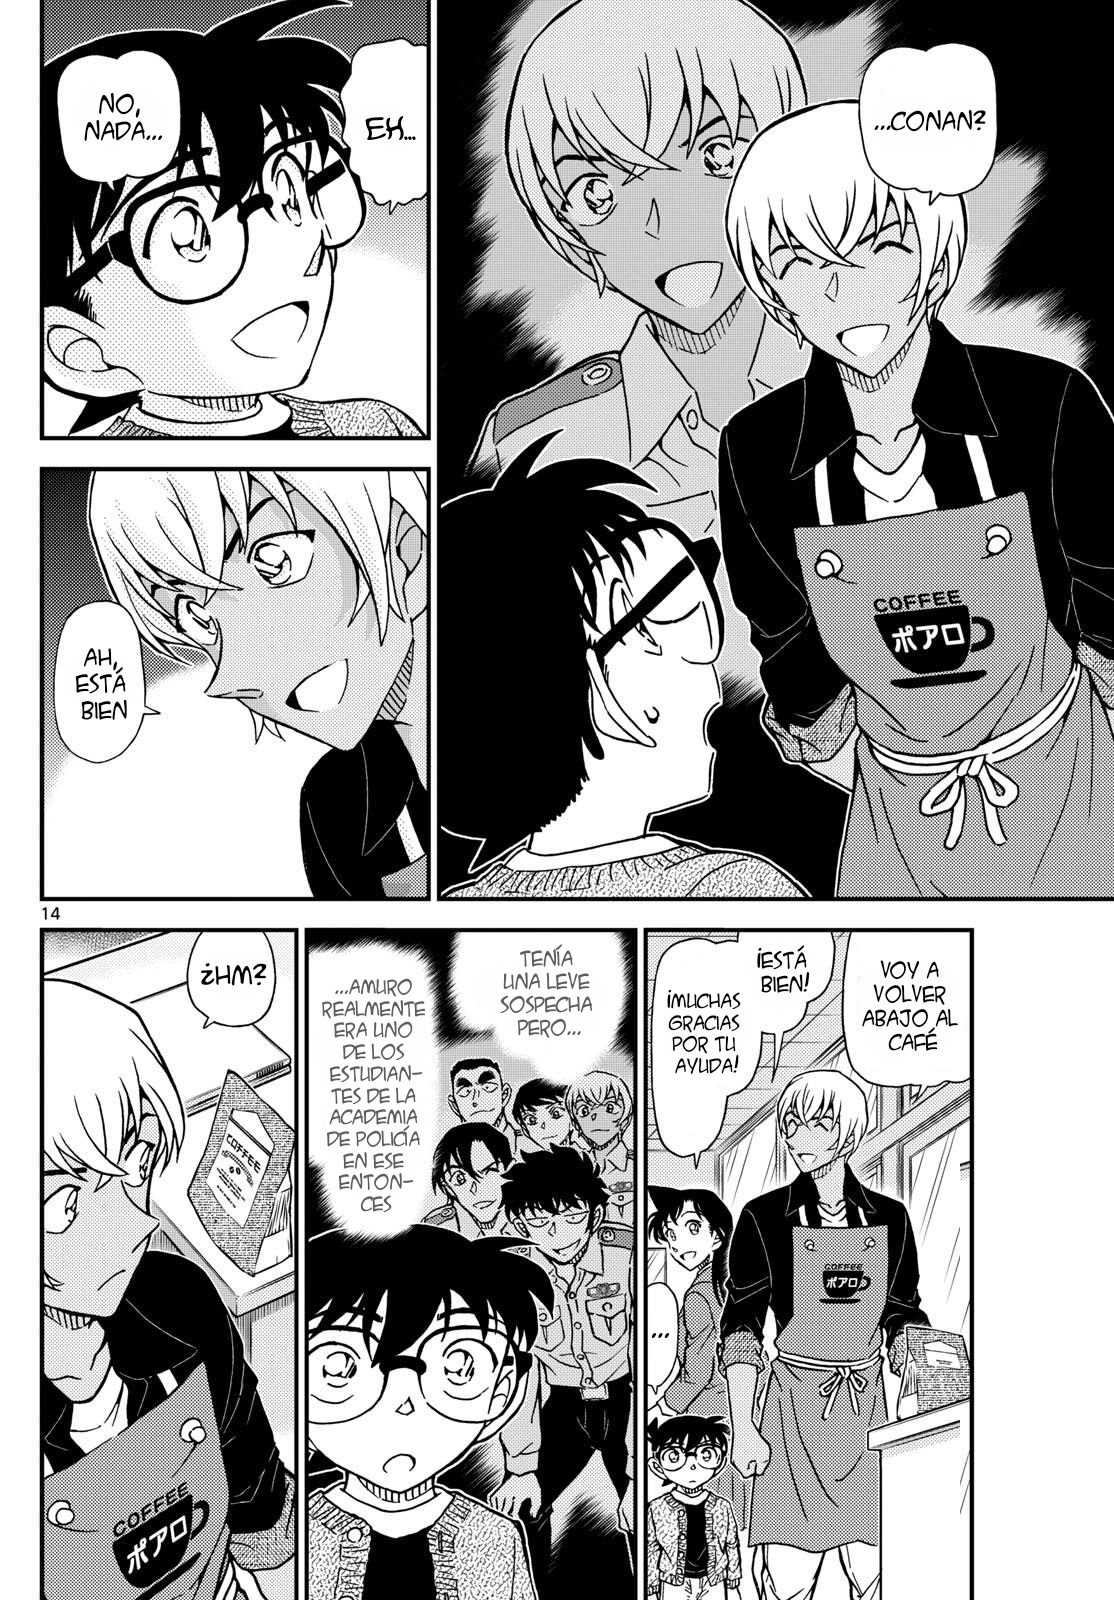 ...CONAN?
COFFEE
ポアロ
EH...
NO,
NADA...
AH,
ESTÁ
BIEN
14
VOY A
VOLVER
ABAJO AL
CAFÉ
¡ESTÁ
BIEN!
¡MUCHAS
GRACIAS
POR TU
AYUDA!
...
COFFEE
ポアロ
TENÍA
UNA LEVE
SOSPECHA
PERO...
...AMURO
REALMENTE
ERA UNO
DE LOS
ESTUDIAN-
TES DE LA
ACADEMIA
DE POLICÍA
EN ESE
ENTON-
CES
¿HM?
COFFEE
COFFEE
ポアロ